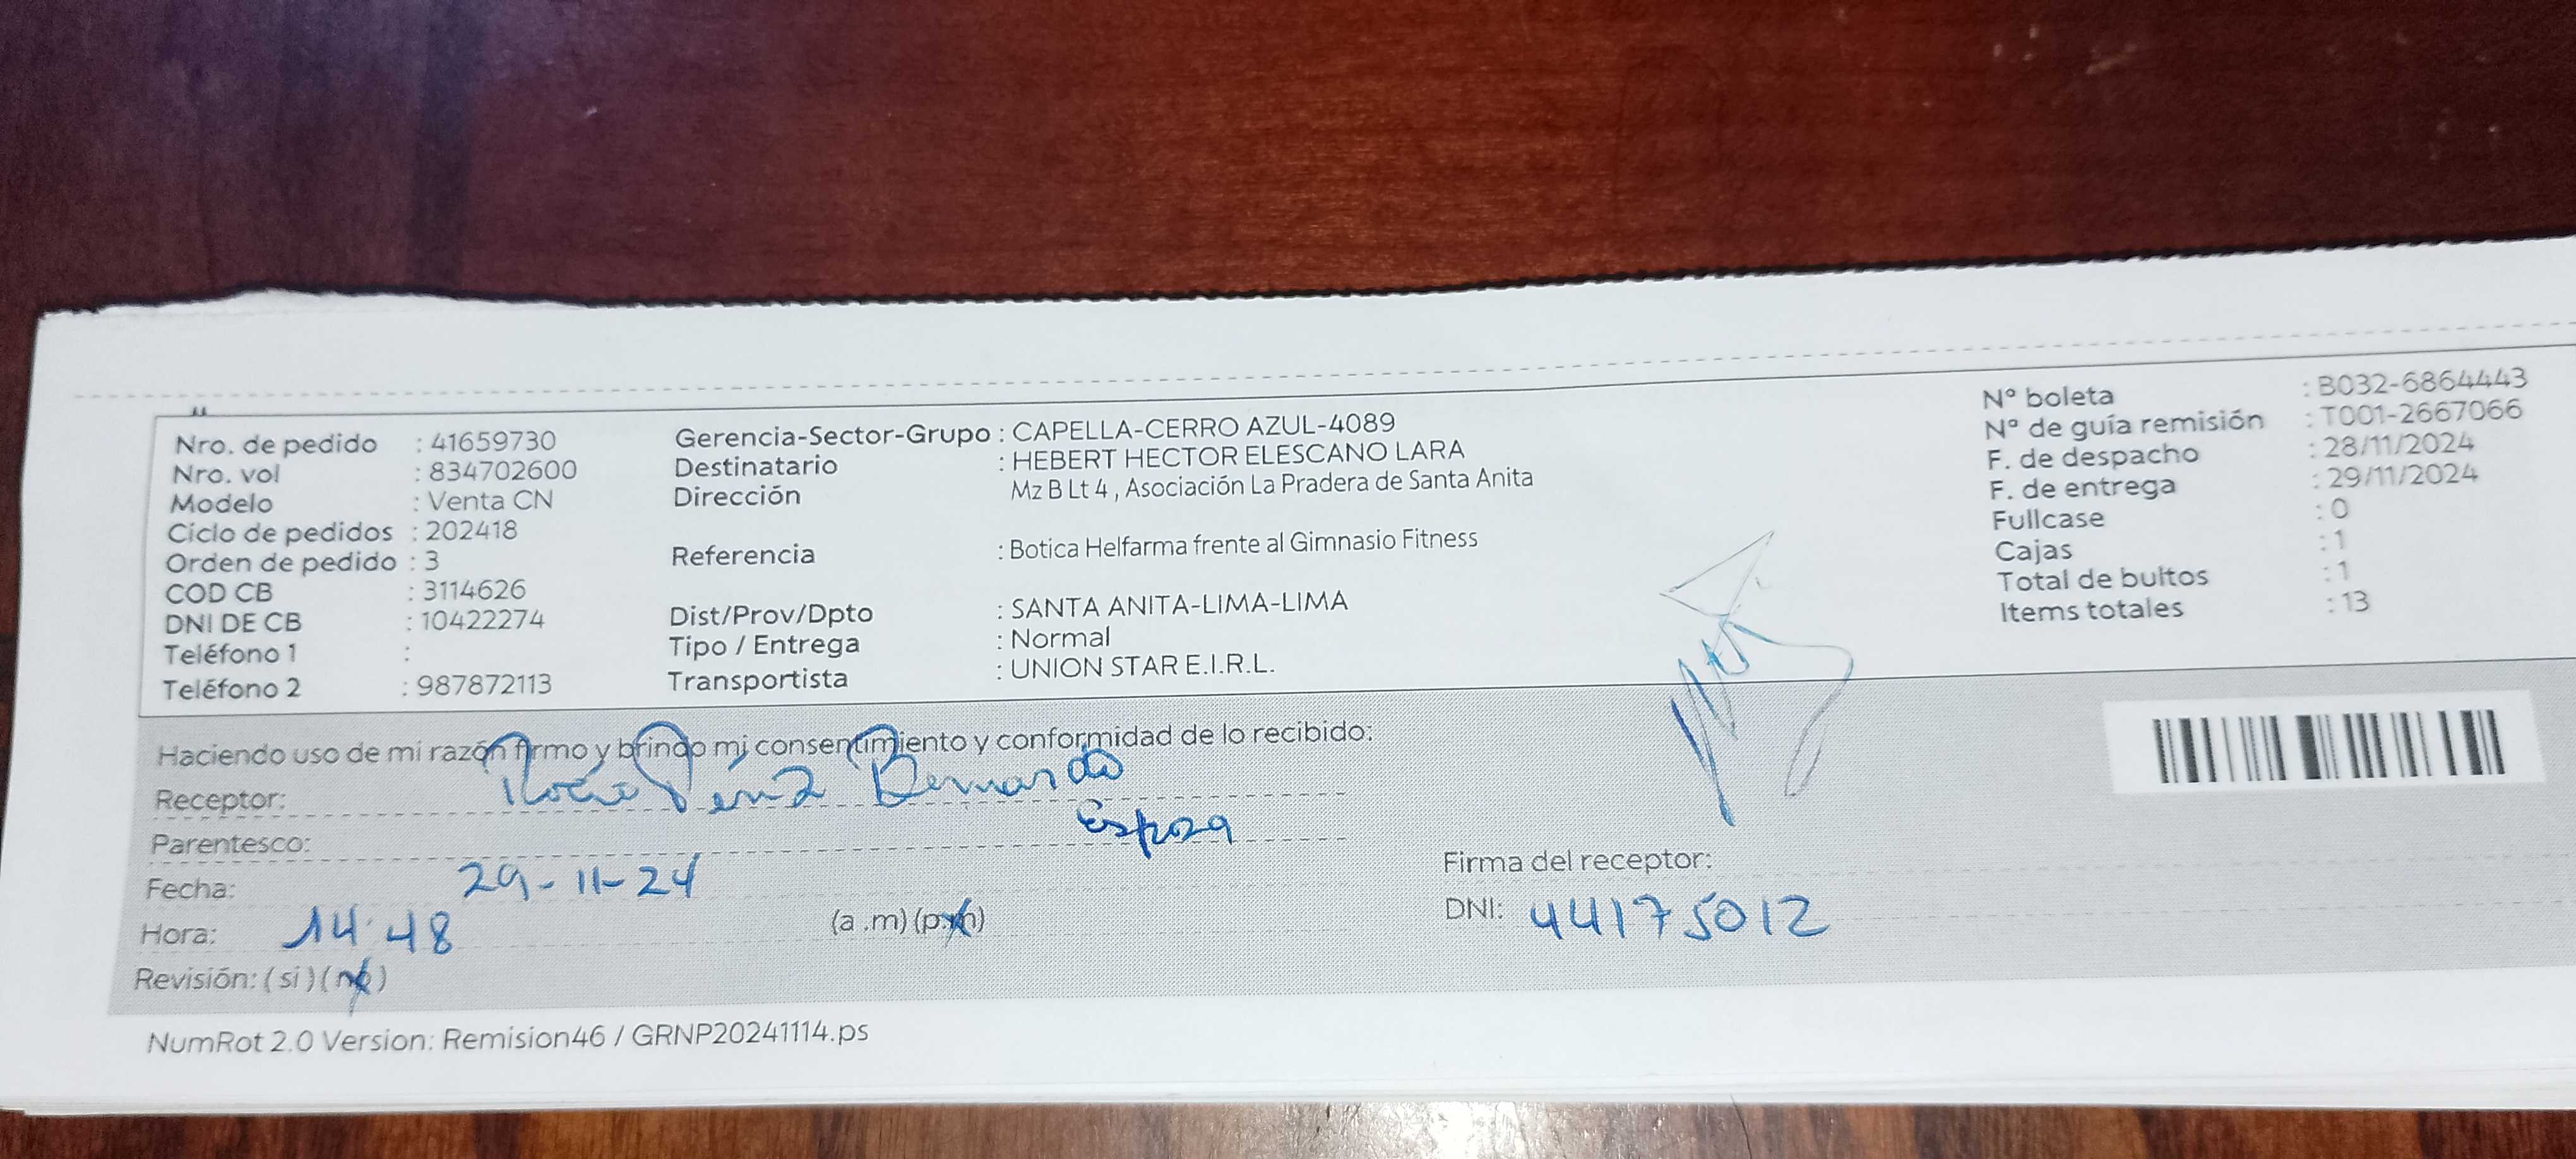 Nro. de pedido : 41659730
Nro. vol : 834702600
Modelo : Venta CN
Ciclo de pedidos : 202418
Orden de pedido : 3
COD CB : 3114626
DNI DE CB : 10422274
Teléfono 1 :
Teléfono 2 : 987872113
Gerencia-Sector-Grupo : CAPELLA-CERRO AZUL-4089
Destinatario : HEBERT HECTOR ELESCANO LARA
Dirección Mz B Lt 4 , Asociación La Pradera de Santa Anita
Referencia : Botica Helfarma frente al Gimnasio Fitness
Dist/Prov/Dpto : SANTA ANITA-LIMA-LIMA
Tipo / Entrega : Normal
Transportista : UNION STAR E.I.R.L.
Nº boleta : B032-6864443
Nº de guía remisión : T001-2667066
F. de despacho : 28/11/2024
F. de entrega : 29/11/2024
Fullcase : 0
Cajas : 1
Total de bultos : 1
Items totales : 13
Haciendo uso de mi razón firmo y brindo mi consentimiento y conformidad de lo recibido:
Receptor: Rocio Bernardo
Parentesco: Esposa
Fecha: 29-11-24
Hora: 14:48 (a .m) (p.m)
Revisión: ( si ) ( no )
Firma del receptor:
DNI: 44175012
NumRot 2.0 Version: Remision46 / GRNP20241114.ps